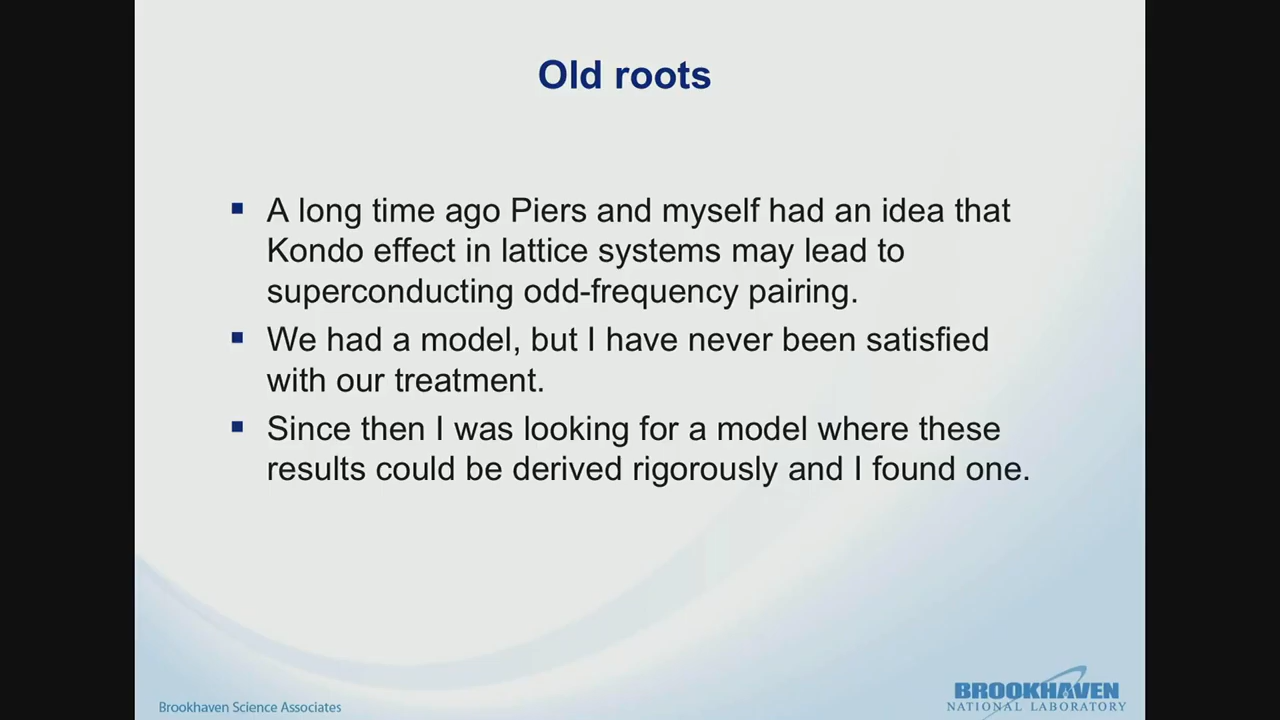 Old roots
▪ A long time ago Piers and myself had an idea that
Kondo effect in lattice systems may lead to
superconducting odd-frequency pairing.
▪ We had a model, but I have never been satisfied
with our treatment.
▪ Since then I was looking for a model where these
results could be derived rigorously and I found one.
Brookhaven Science Associates
BROOKHAVEN
NATIONAL LABORATORY